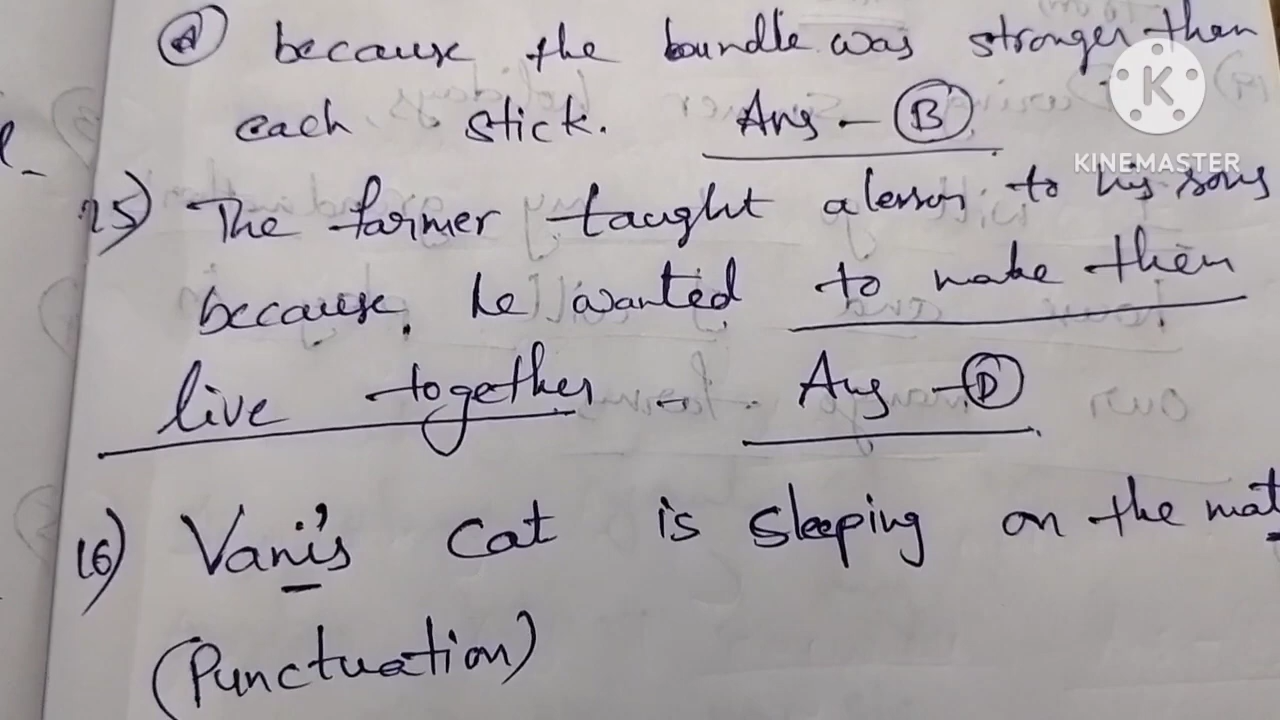 (A) because the bundle was stronger than
each stick. Ans - (B)
15) The farmer taught a lesson to his sons
because he wanted to make them
live together - Ans - (D)
16) Vani's cat is sleeping on the mat
(Punctuation)
K
KINEMASTER